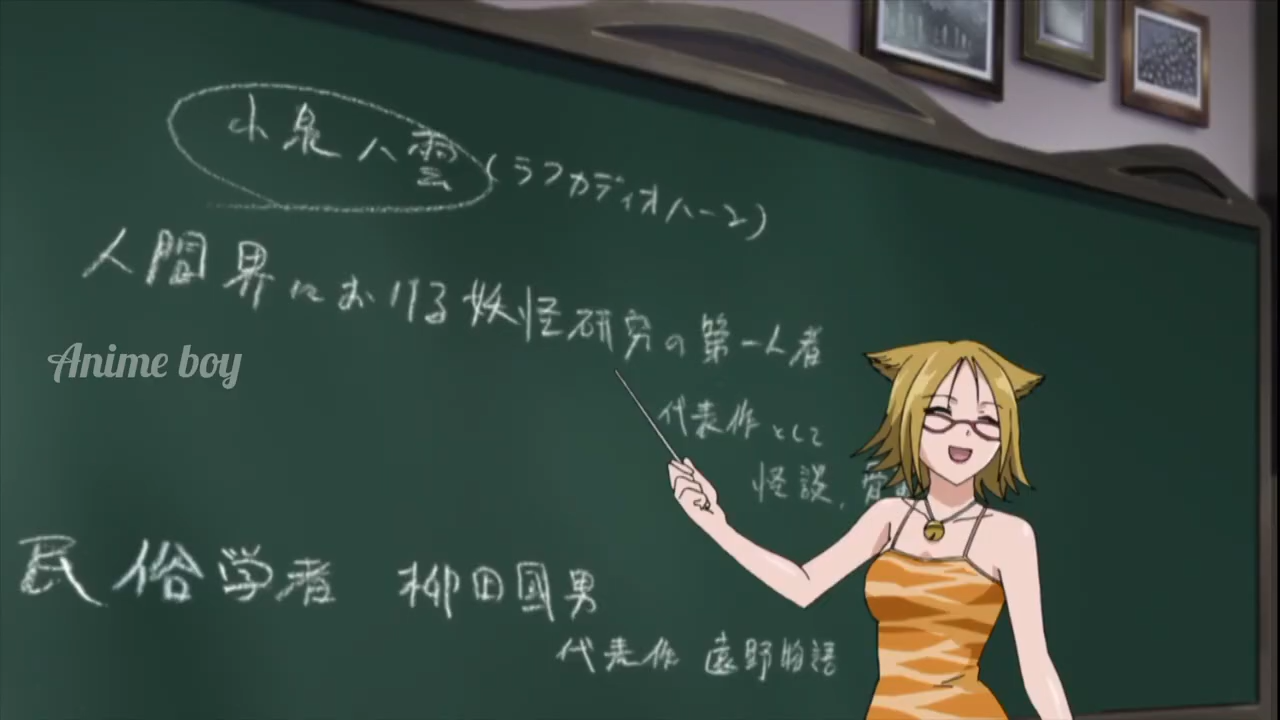 小泉八雲(ラフカディオハーン)
人間界における妖怪研究の第一人者
Anime boy
代表作として
怪談、
民俗学者 柳田國男
代表作 遠野物語